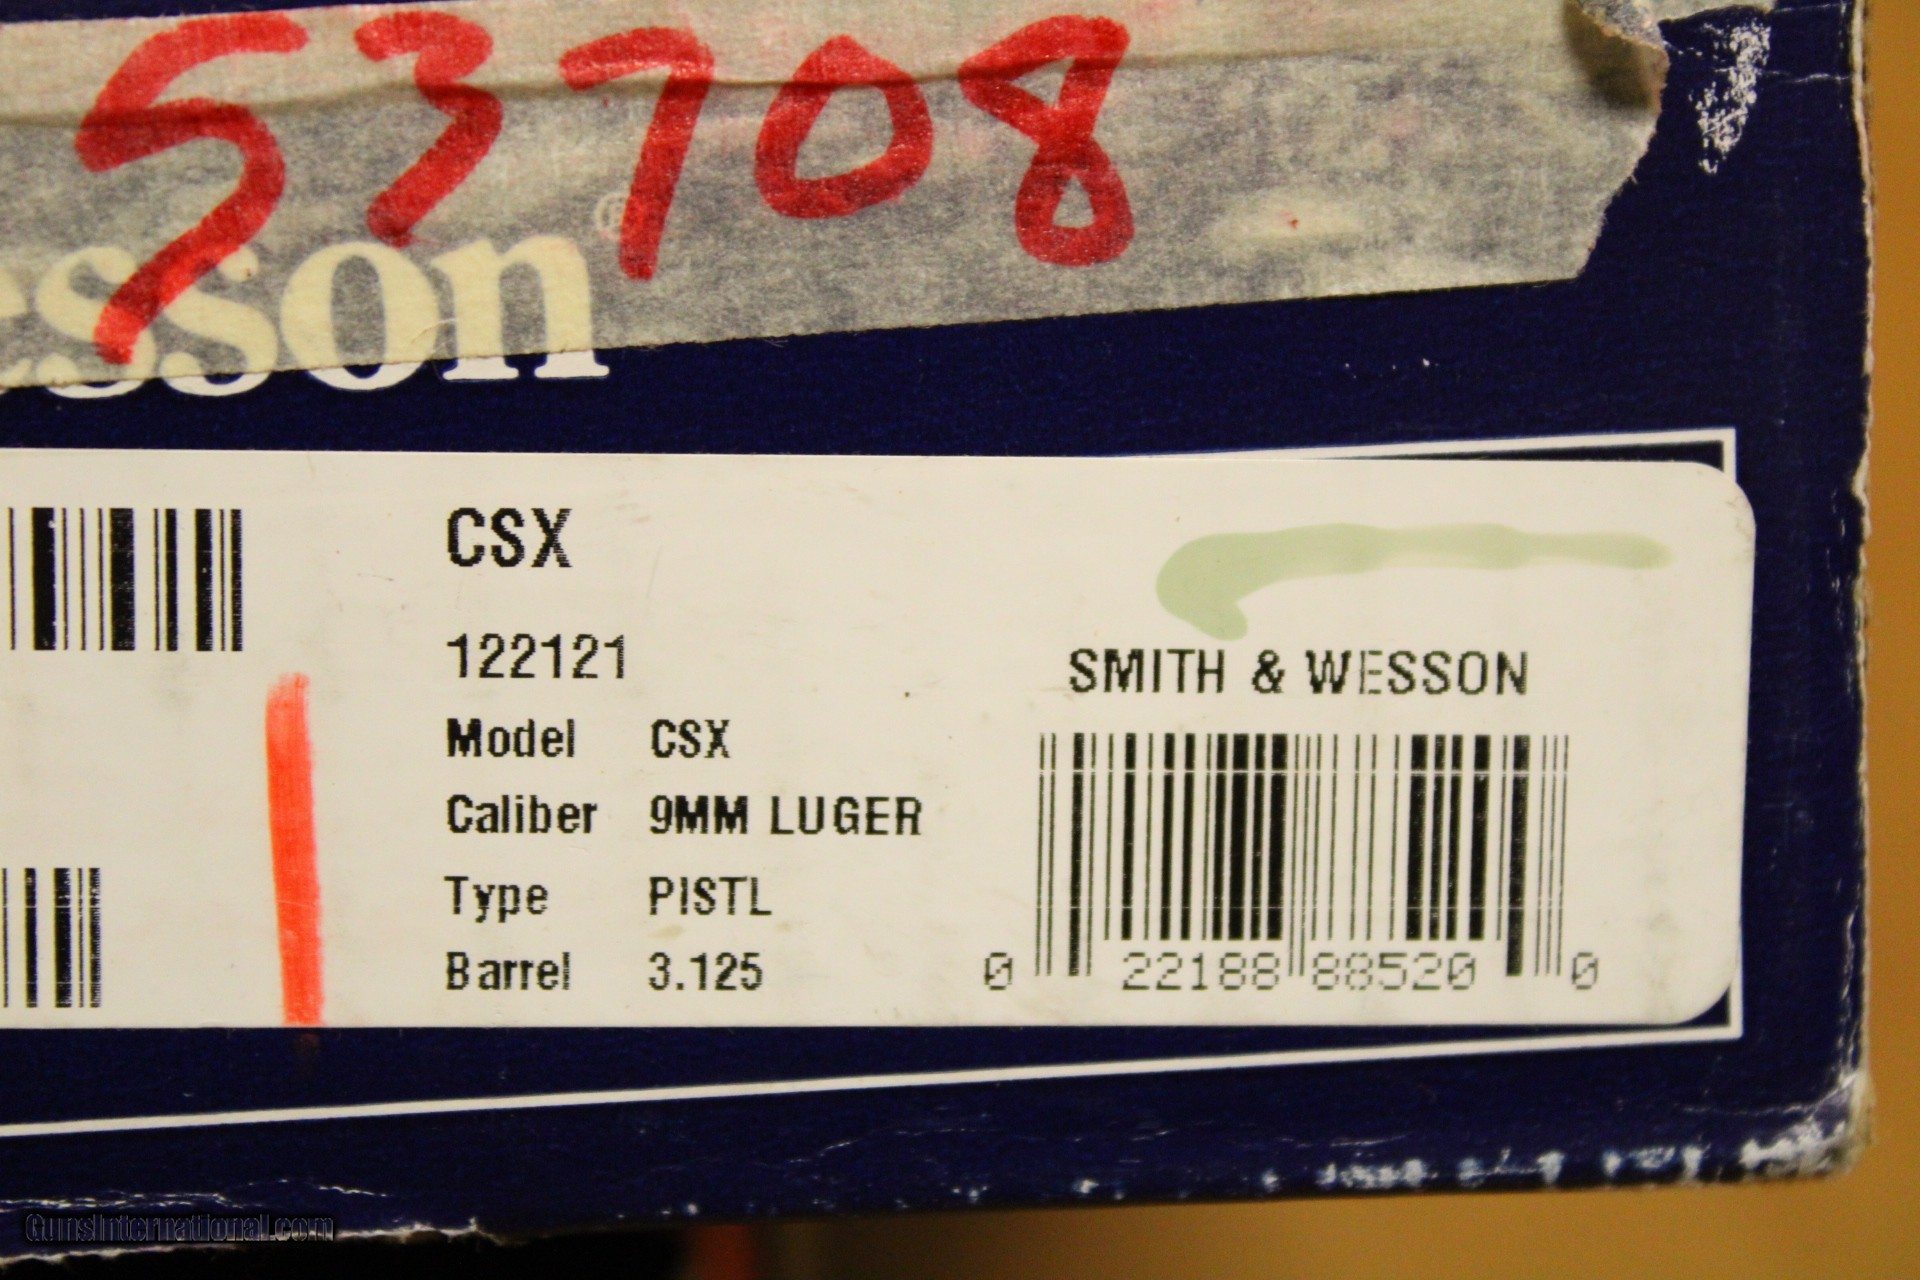 53708
esson®
CSX
122121
Model CSX
Caliber 9MM LUGER
Type PISTL
Barrel 3.125
SMITH & WESSON
0 22188 88520 0
GunsInternational.com